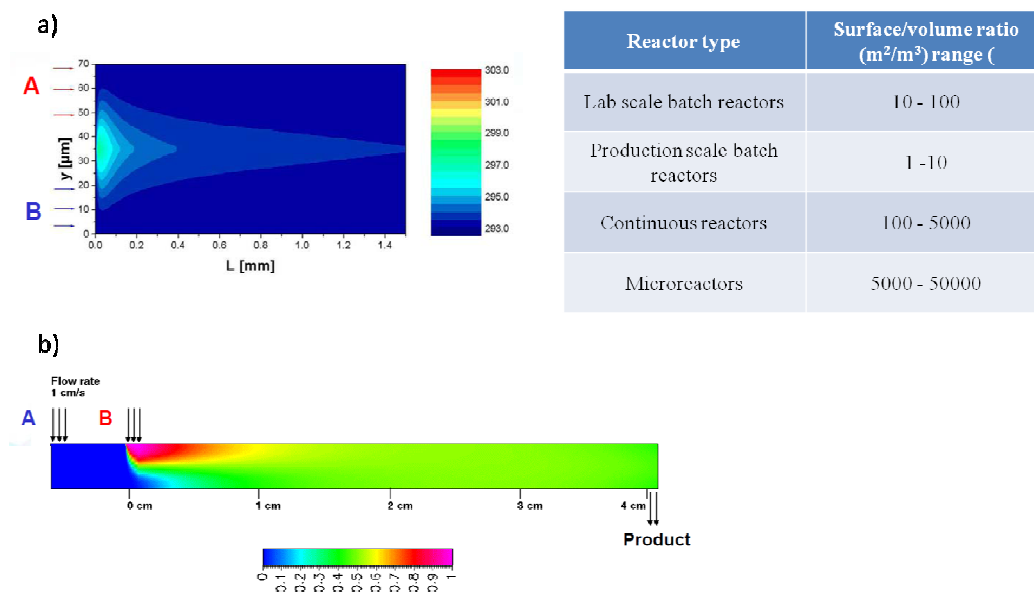 a)
A
B
y [µm]
70
60
50
40
30
20
10
0
0.0 0.2 0.4 0.6 0.8 1.0 1.2 1.4
L [mm]
303.0
301.0
299.0
297.0
295.0
293.0
Reactor type
Surface/volume ratio
(m²/m³) range (
Lab scale batch reactors
10 - 100
Production scale batch
reactors
1 -10
Continuous reactors
100 - 5000
Microreactors
5000 - 50000
b)
Flow rate
1 cm/s
A
B
0 cm 1 cm 2 cm 3 cm 4 cm
Product
0 0.1 0.2 0.3 0.4 0.5 0.6 0.7 0.8 0.9 1